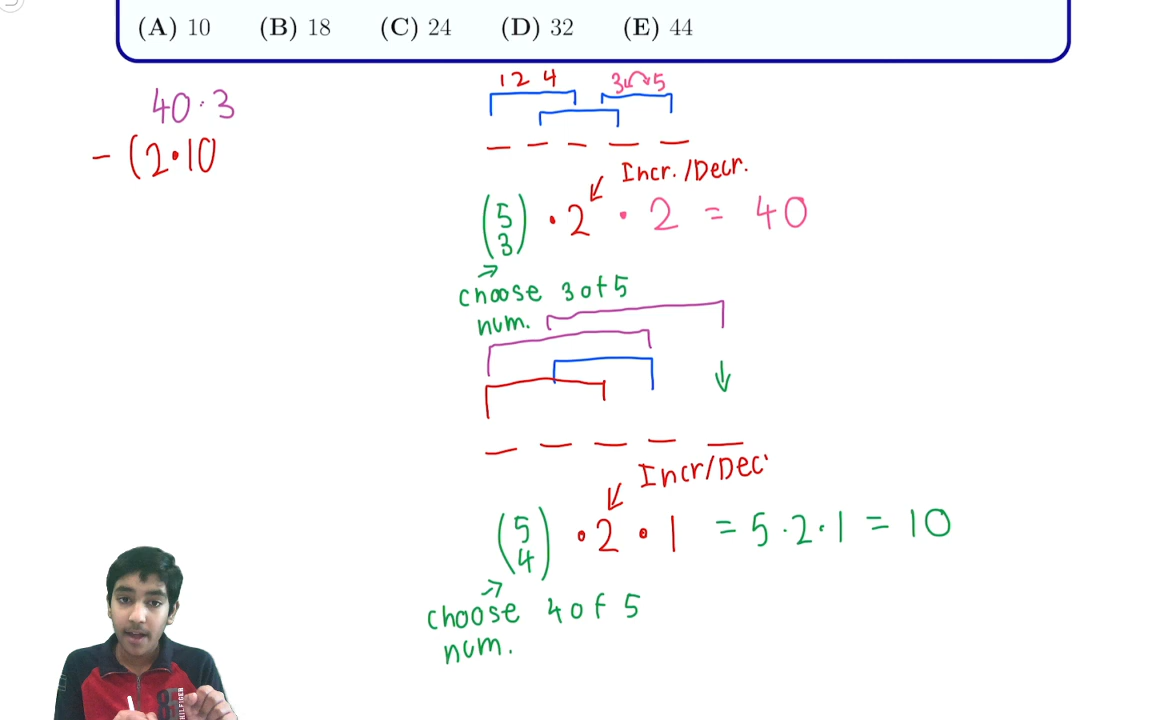 (A) 10 (B) 18 (C) 24 (D) 32 (E) 44
40·3
- (2·10
1 2 4 3 5
Incr./Decr.
(5 3) · 2 · 2 = 40
choose 3 of 5
num.
Incr/Dec
(5 4) · 2 · 1 = 5·2·1 = 10
choose 4 of 5
num.